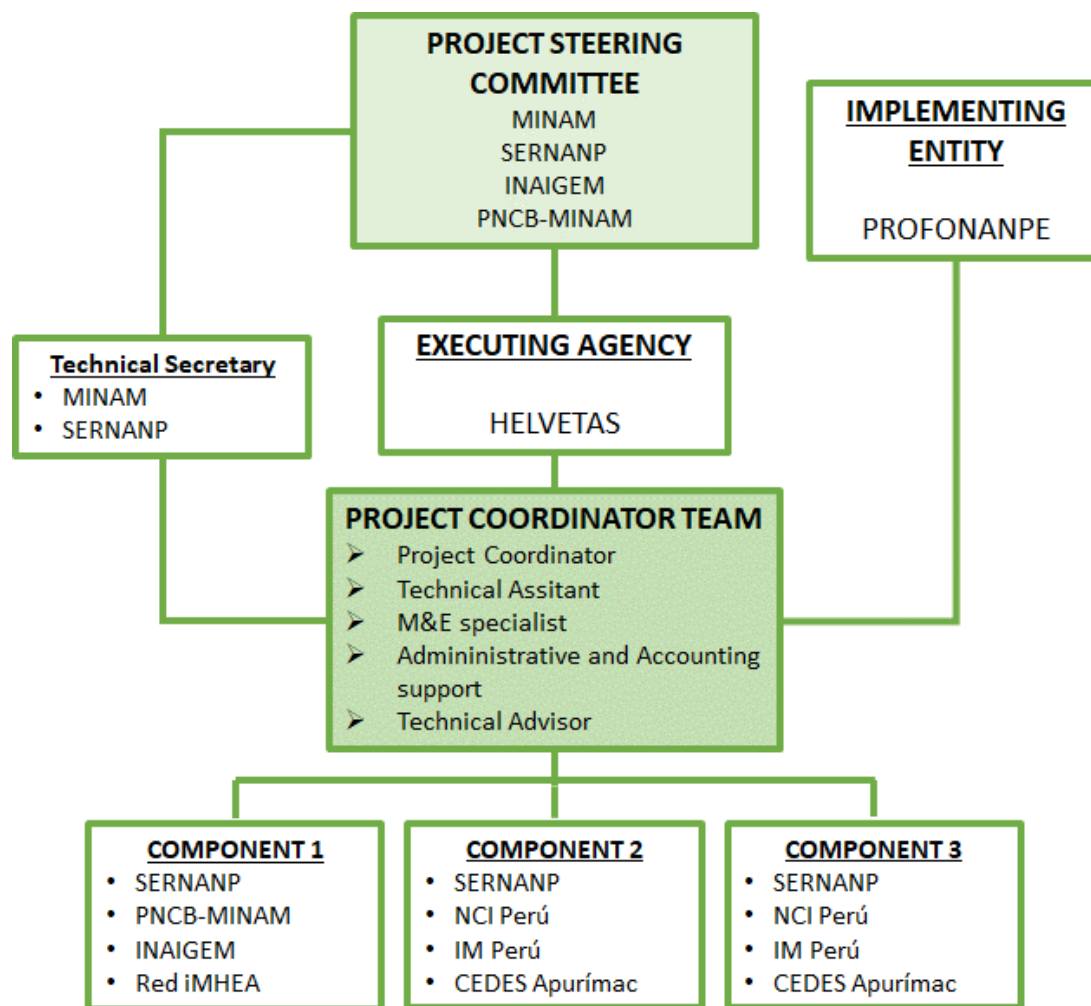 PROJECT STEERING
COMMITTEE
MINAM
SERNANP
INAIGEM
PNCB-MINAM
IMPLEMENTING
ENTITY
PROFONANPE
Technical Secretary
• MINAM
• SERNANP
EXECUTING AGENCY
HELVETAS
PROJECT COORDINATOR TEAM
➢ Project Coordinator
➢ Technical Assitant
➢ M&E specialist
➢ Admininistrative and Accounting
support
➢ Technical Advisor
COMPONENT 1
• SERNANP
• PNCB-MINAM
• INAIGEM
• Red iMHEA
COMPONENT 2
• SERNANP
• NCI Perú
• IM Perú
• CEDES Apurímac
COMPONENT 3
• SERNANP
• NCI Perú
• IM Perú
• CEDES Apurímac